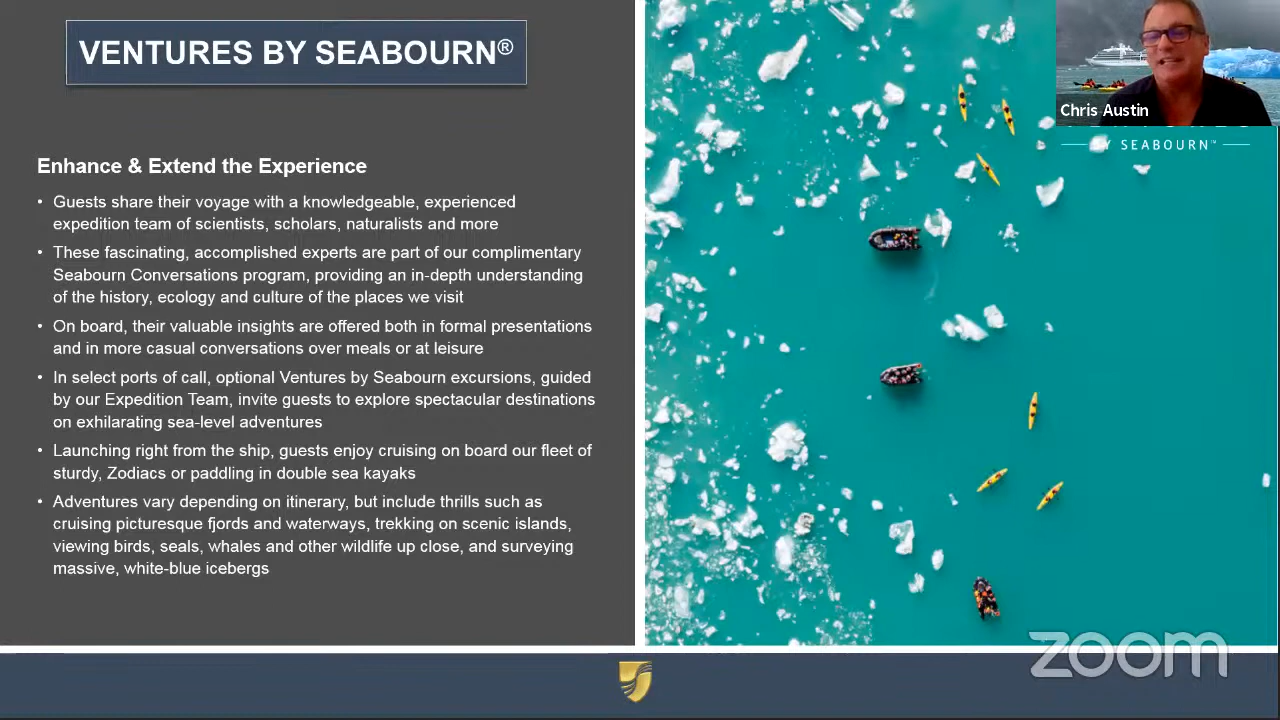 VENTURES BY SEABOURN®
Enhance & Extend the Experience
• Guests share their voyage with a knowledgeable, experienced
expedition team of scientists, scholars, naturalists and more
• These fascinating, accomplished experts are part of our complimentary
Seabourn Conversations program, providing an in-depth understanding
of the history, ecology and culture of the places we visit
• On board, their valuable insights are offered both in formal presentations
and in more casual conversations over meals or at leisure
• In select ports of call, optional Ventures by Seabourn excursions, guided
by our Expedition Team, invite guests to explore spectacular destinations
on exhilarating sea-level adventures
• Launching right from the ship, guests enjoy cruising on board our fleet of
sturdy, Zodiacs or paddling in double sea kayaks
• Adventures vary depending on itinerary, but include thrills such as
cruising picturesque fjords and waterways, trekking on scenic islands,
viewing birds, seals, whales and other wildlife up close, and surveying
massive, white-blue icebergs
Chris Austin
BY SEABOURN™
zoom